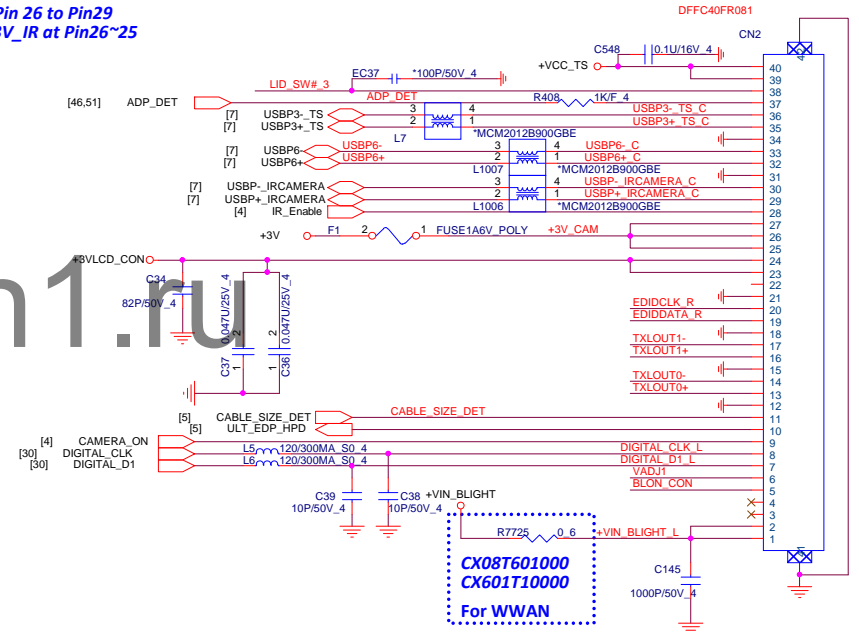 Pin 26 to Pin29
V_IR at Pin26~25
DFFC40FR081
CN2
C548 0.1U/16V_4
+VCC_TS
40
39
38
37
36
35
34
33
32
31
30
29
28
27
26
25
24
23
22
21
20
19
18
17
16
15
14
13
12
11
10
9
8
7
6
5
4
3
2
1
42
41
EC37 *100P/50V_4
LID_SW#_3
[46,51] ADP_DET ADP_DET R408 1K/F_4
[7] USBP3-_TS 3 4 USBP3-_TS_C
[7] USBP3+_TS 2 1 USBP3+_TS_C
L7 *MCM2012B900GBE
[7] USBP6- USBP6- 3 4 USBP6-_C
[7] USBP6+ USBP6+ 2 1 USBP6+_C
L1007 *MCM2012B900GBE
[7] USBP-_IRCAMERA 3 4 USBP-_IRCAMERA_C
[7] USBP+_IRCAMERA 2 1 USBP+_IRCAMERA_C
[4] IR_Enable L1006 *MCM2012B900GBE
+3V F1 2 1 FUSE1A6V_POLY +3V_CAM
+3VLCD_CON
C34
82P/50V_4
n1.ru
C37 0.047U/25V_4
1 2
C36 0.047U/25V_4
1 2
EDIDCLK_R
EDIDDATA_R
TXLOUT1-
TXLOUT1+
TXLOUT0-
TXLOUT0+
[5] CABLE_SIZE_DET CABLE_SIZE_DET
[5] ULT_EDP_HPD
[4] CAMERA_ON
[30] DIGITAL_CLK L5 120/300MA_S0_4 DIGITAL_CLK_L
[30] DIGITAL_D1 L6 120/300MA_S0_4 DIGITAL_D1_L
VADJ1
BLON_CON
C39
10P/50V_4
C38
10P/50V_4
+VIN_BLIGHT
R7725 0_6 +VIN_BLIGHT_L
CX08T601000
CX601T10000
For WWAN
C145
1000P/50V_4